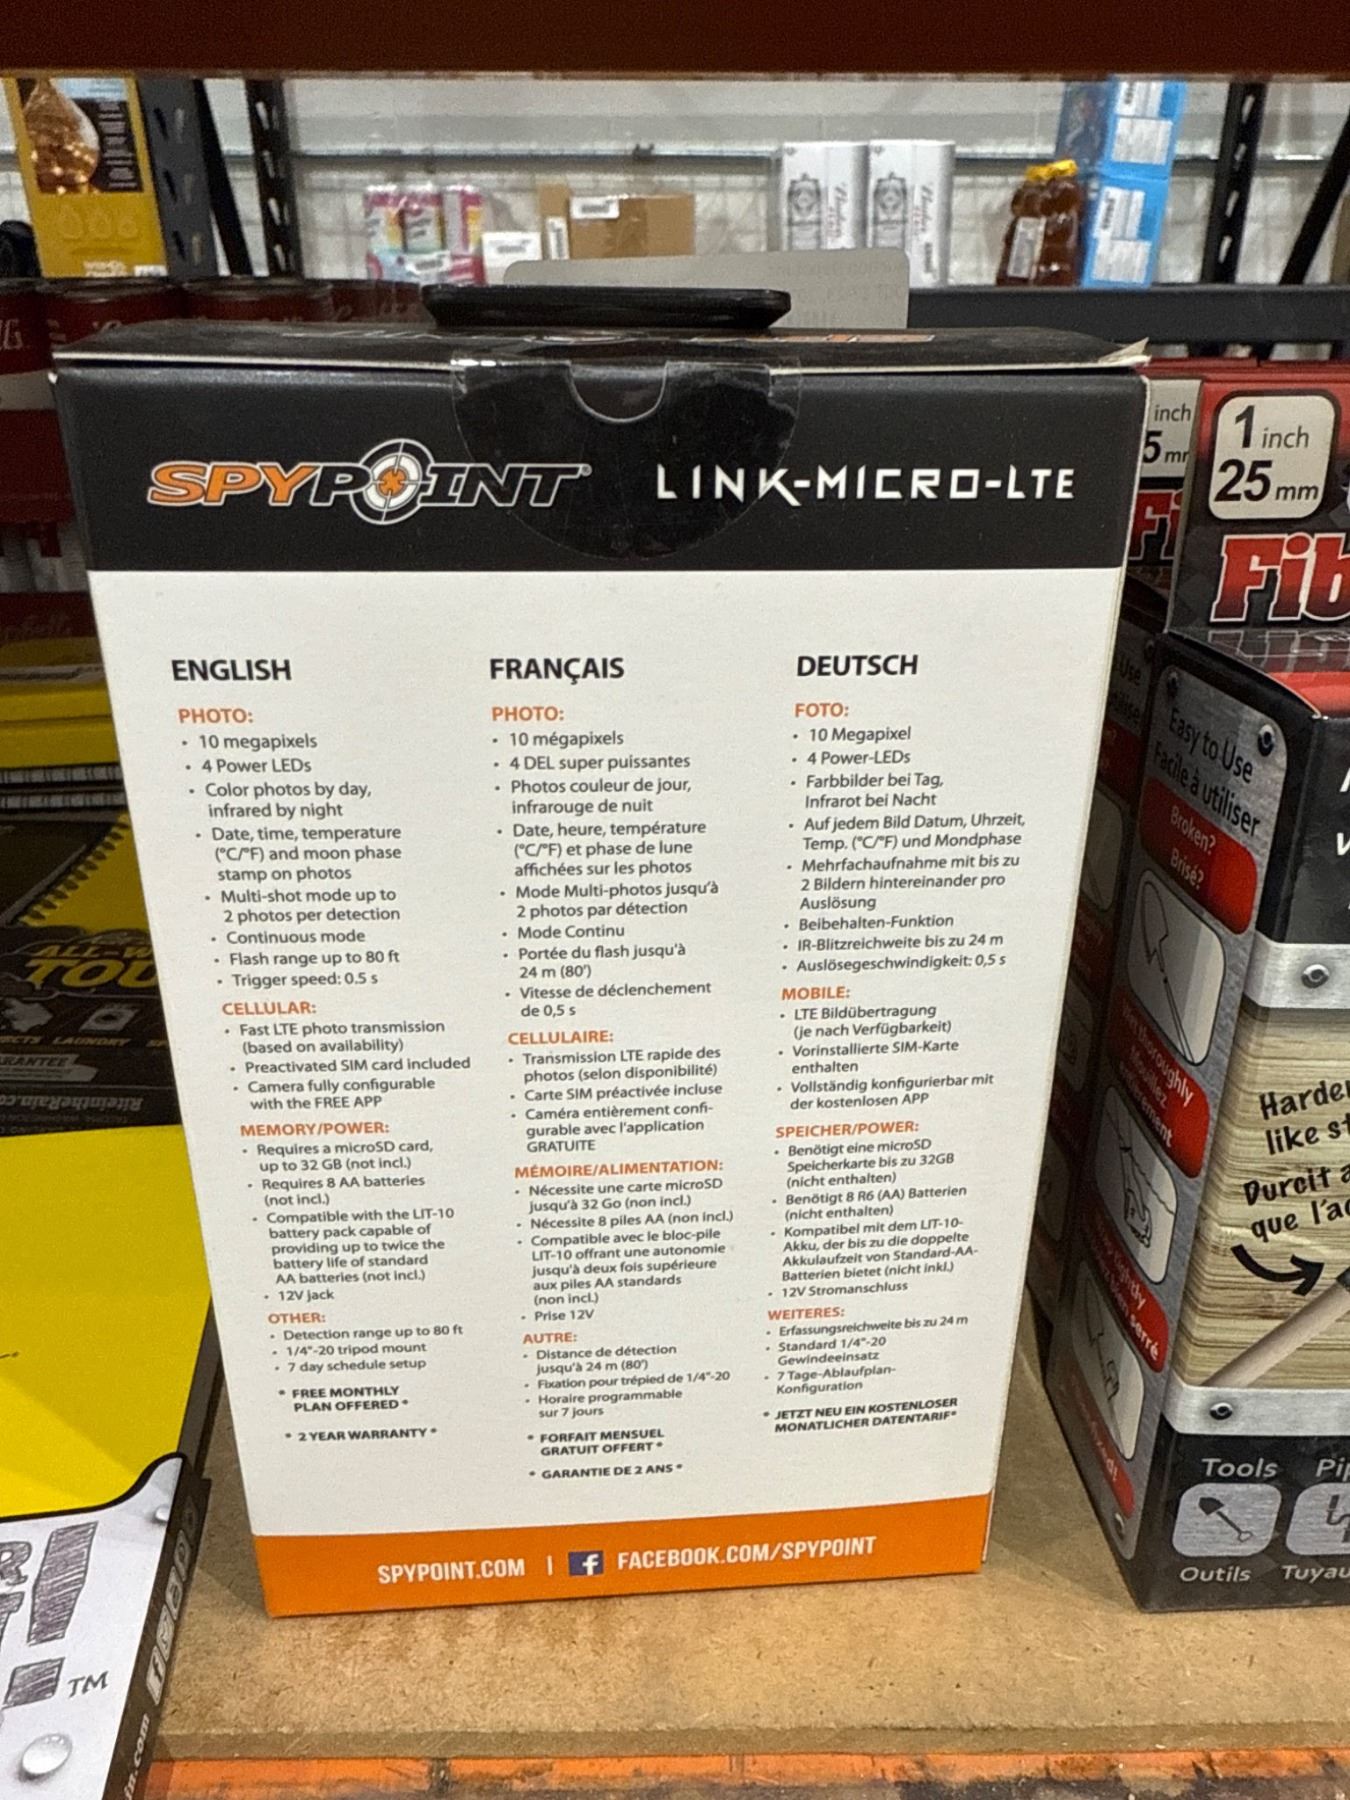 SPYPOINT® LINK-MICRO-LTE
ENGLISH
PHOTO:
• 10 megapixels
• 4 Power LEDs
• Color photos by day,
infrared by night
• Date, time, temperature
(°C/°F) and moon phase
stamp on photos
• Multi-shot mode up to
2 photos per detection
• Continuous mode
• Flash range up to 80 ft
• Trigger speed: 0.5 s
CELLULAR:
• Fast LTE photo transmission
(based on availability)
• Preactivated SIM card included
• Camera fully configurable
with the FREE APP
MEMORY/POWER:
• Requires a microSD card,
up to 32 GB (not incl.)
• Requires 8 AA batteries
(not incl.)
• Compatible with the LIT-10
battery pack capable of
providing up to twice the
battery life of standard
AA batteries (not incl.)
• 12V jack
OTHER:
• Detection range up to 80 ft
• 1/4"-20 tripod mount
• 7 day schedule setup
* FREE MONTHLY
PLAN OFFERED *
* 2 YEAR WARRANTY *
FRANÇAIS
PHOTO:
• 10 mégapixels
• 4 DEL super puissantes
• Photos couleur de jour,
infrarouge de nuit
• Date, heure, température
(°C/°F) et phase de lune
affichées sur les photos
• Mode Multi-photos jusqu'à
2 photos par détection
• Mode Continu
• Portée du flash jusqu'à
24 m (80')
• Vitesse de déclenchement
de 0,5 s
CELLULAIRE:
• Transmission LTE rapide des
photos (selon disponibilité)
• Carte SIM préactivée incluse
• Caméra entièrement confi-
gurable avec l'application
GRATUITE
MÉMOIRE/ALIMENTATION:
• Nécessite une carte microSD
jusqu'à 32 Go (non incl.)
• Nécessite 8 piles AA (non incl.)
• Compatible avec le bloc-pile
LIT-10 offrant une autonomie
jusqu'à deux fois supérieure
aux piles AA standards
(non incl.)
• Prise 12V
AUTRE:
• Distance de détection
jusqu'à 24 m (80')
• Fixation pour trépied de 1/4"-20
• Horaire programmable
sur 7 jours
* FORFAIT MENSUEL
GRATUIT OFFERT *
* GARANTIE DE 2 ANS *
DEUTSCH
FOTO:
• 10 Megapixel
• 4 Power-LEDs
• Farbbilder bei Tag,
Infrarot bei Nacht
• Auf jedem Bild Datum, Uhrzeit,
Temp. (°C/°F) und Mondphase
• Mehrfachaufnahme mit bis zu
2 Bildern hintereinander pro
Auslösung
• Beibehalten-Funktion
• IR-Blitzreichweite bis zu 24 m
• Auslösegeschwindigkeit: 0,5 s
MOBILE:
• LTE Bildübertragung
(je nach Verfügbarkeit)
• Vorinstallierte SIM-Karte
enthalten
• Vollständig konfigurierbar mit
der kostenlosen APP
SPEICHER/POWER:
• Benötigt eine microSD
Speicherkarte bis zu 32GB
(nicht enthalten)
• Benötigt 8 R6 (AA) Batterien
(nicht enthalten)
• Kompatibel mit dem LIT-10-
Akku, der bis zu die doppelte
Akkulaufzeit von Standard-AA-
Batterien bietet (nicht inkl.)
• 12V Stromanschluss
WEITERES:
• Erfassungsreichweite bis zu 24 m
• Standard 1/4"-20
Gewindeeinsatz
• 7 Tage-Ablaufplan-
Konfiguration
* JETZT NEU EIN KOSTENLOSER
MONATLICHER DATENTARIF*
SPYPOINT.COM | f FACEBOOK.COM/SPYPOINT
inch
5 mm
1 inch
25 mm
Fib
Easy to Use
Facile à utiliser
Broken?
Brisé?
Harder
like st
Durcit a
que l'ac
Tools
Outils
Tuyau
ALL-W
TOU
LAUNDRY
RiteintheRain.co
TM